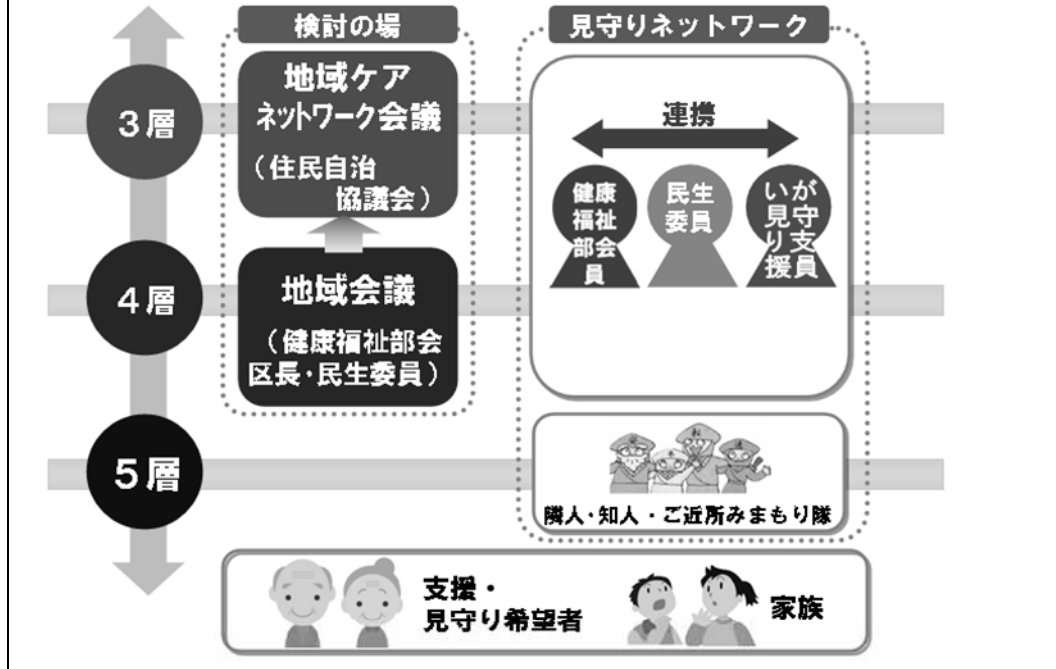 検討の場
見守りネットワーク
3層
地域ケア
ネットワーク会議
（住民自治
協議会）
連携
健康
福祉
部会
員
民生
委員
いが
見守
り支
援員
4層
地域会議
（健康福祉部会
区長・民生委員）
5層
隣人・知人・ご近所みまもり隊
支援・
見守り希望者
家族